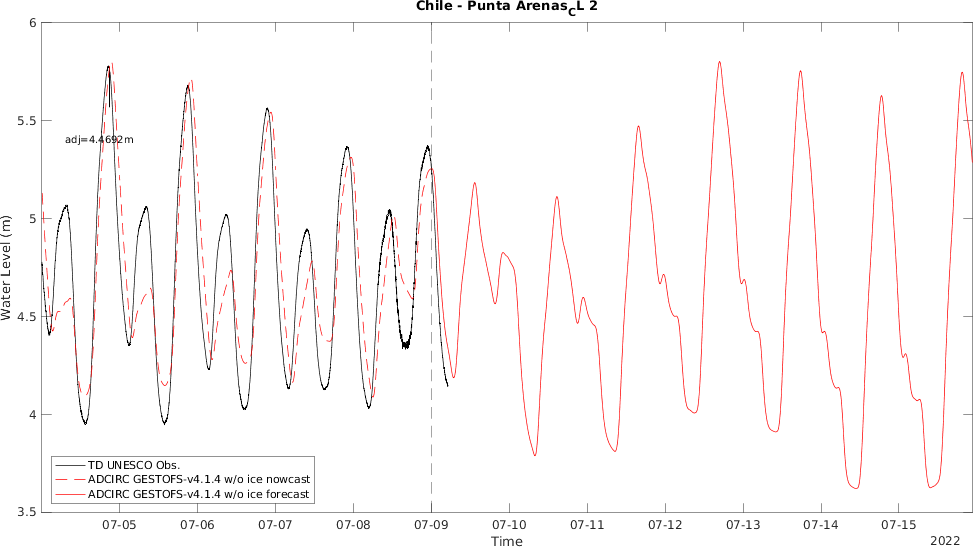 Chile - Punta Arenas_CL 2
6
5.5
adj=4.4692m
5
Water Level (m)
4.5
4
TD UNESCO Obs.
ADCIRC GESTOFS-v4.1.4 w/o ice nowcast
ADCIRC GESTOFS-v4.1.4 w/o ice forecast
3.5
07-05 07-06 07-07 07-08 07-09 07-10 07-11 07-12 07-13 07-14 07-15
Time
2022